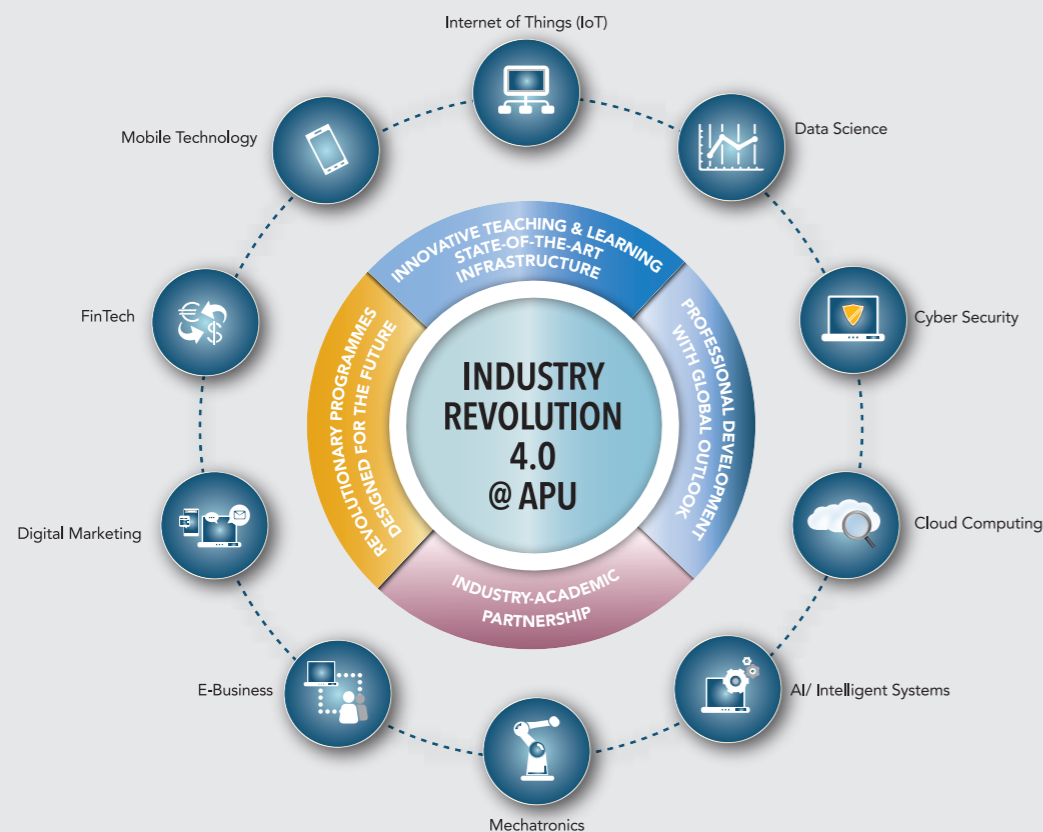 Internet of Things (IoT)
Data Science
Cyber Security
Cloud Computing
AI/ Intelligent Systems
Mechatronics
E-Business
Digital Marketing
FinTech
Mobile Technology
INNOVATIVE TEACHING & LEARNING
STATE-OF-THE-ART
INFRASTRUCTURE
PROFESSIONAL DEVELOPMENT
WITH GLOBAL OUTLOOK
INDUSTRY-ACADEMIC
PARTNERSHIP
REVOLUTIONARY PROGRAMMES
DESIGNED FOR THE FUTURE
INDUSTRY
REVOLUTION
4.0
@ APU